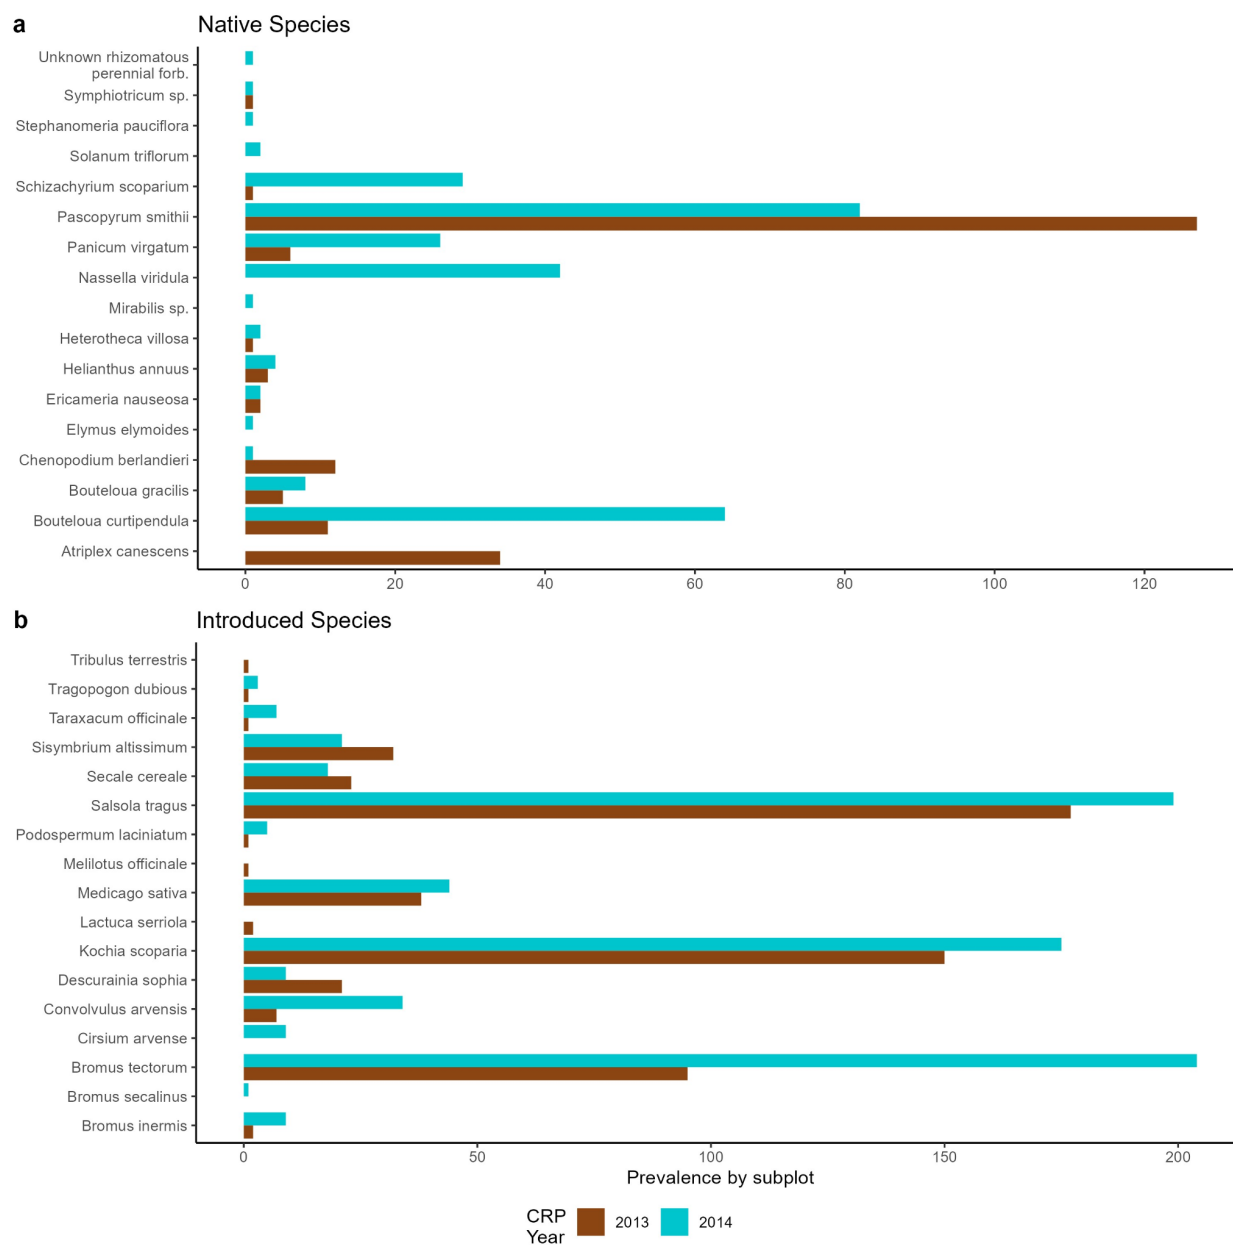 a
Native Species
Unknown rhizomatous
perennial forb.
Symphiotricum sp.
Stephanomeria pauciflora
Solanum triflorum
Schizachyrium scoparium
Pascopyrum smithii
Panicum virgatum
Nassella viridula
Mirabilis sp.
Heterotheca villosa
Helianthus annuus
Ericameria nauseosa
Elymus elymoides
Chenopodium berlandieri
Bouteloua gracilis
Bouteloua curtipendula
Atriplex canescens
0 20 40 60 80 100 120
b
Introduced Species
Tribulus terrestris
Tragopogon dubious
Taraxacum officinale
Sisymbrium altissimum
Secale cereale
Salsola tragus
Podospermum laciniatum
Melilotus officinale
Medicago sativa
Lactuca serriola
Kochia scoparia
Descurainia sophia
Convolvulus arvensis
Cirsium arvense
Bromus tectorum
Bromus secalinus
Bromus inermis
0 50 100 150 200
Prevalence by subplot
CRP
Year
2013 2014